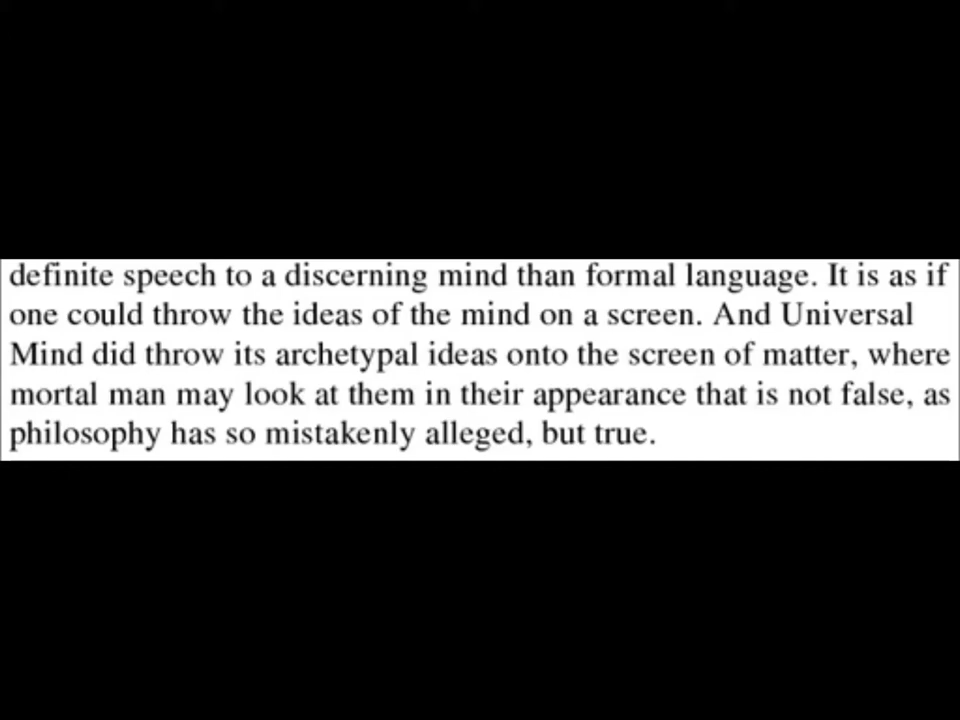 definite speech to a discerning mind than formal language. It is as if
one could throw the ideas of the mind on a screen. And Universal
Mind did throw its archetypal ideas onto the screen of matter, where
mortal man may look at them in their appearance that is not false, as
philosophy has so mistakenly alleged, but true.